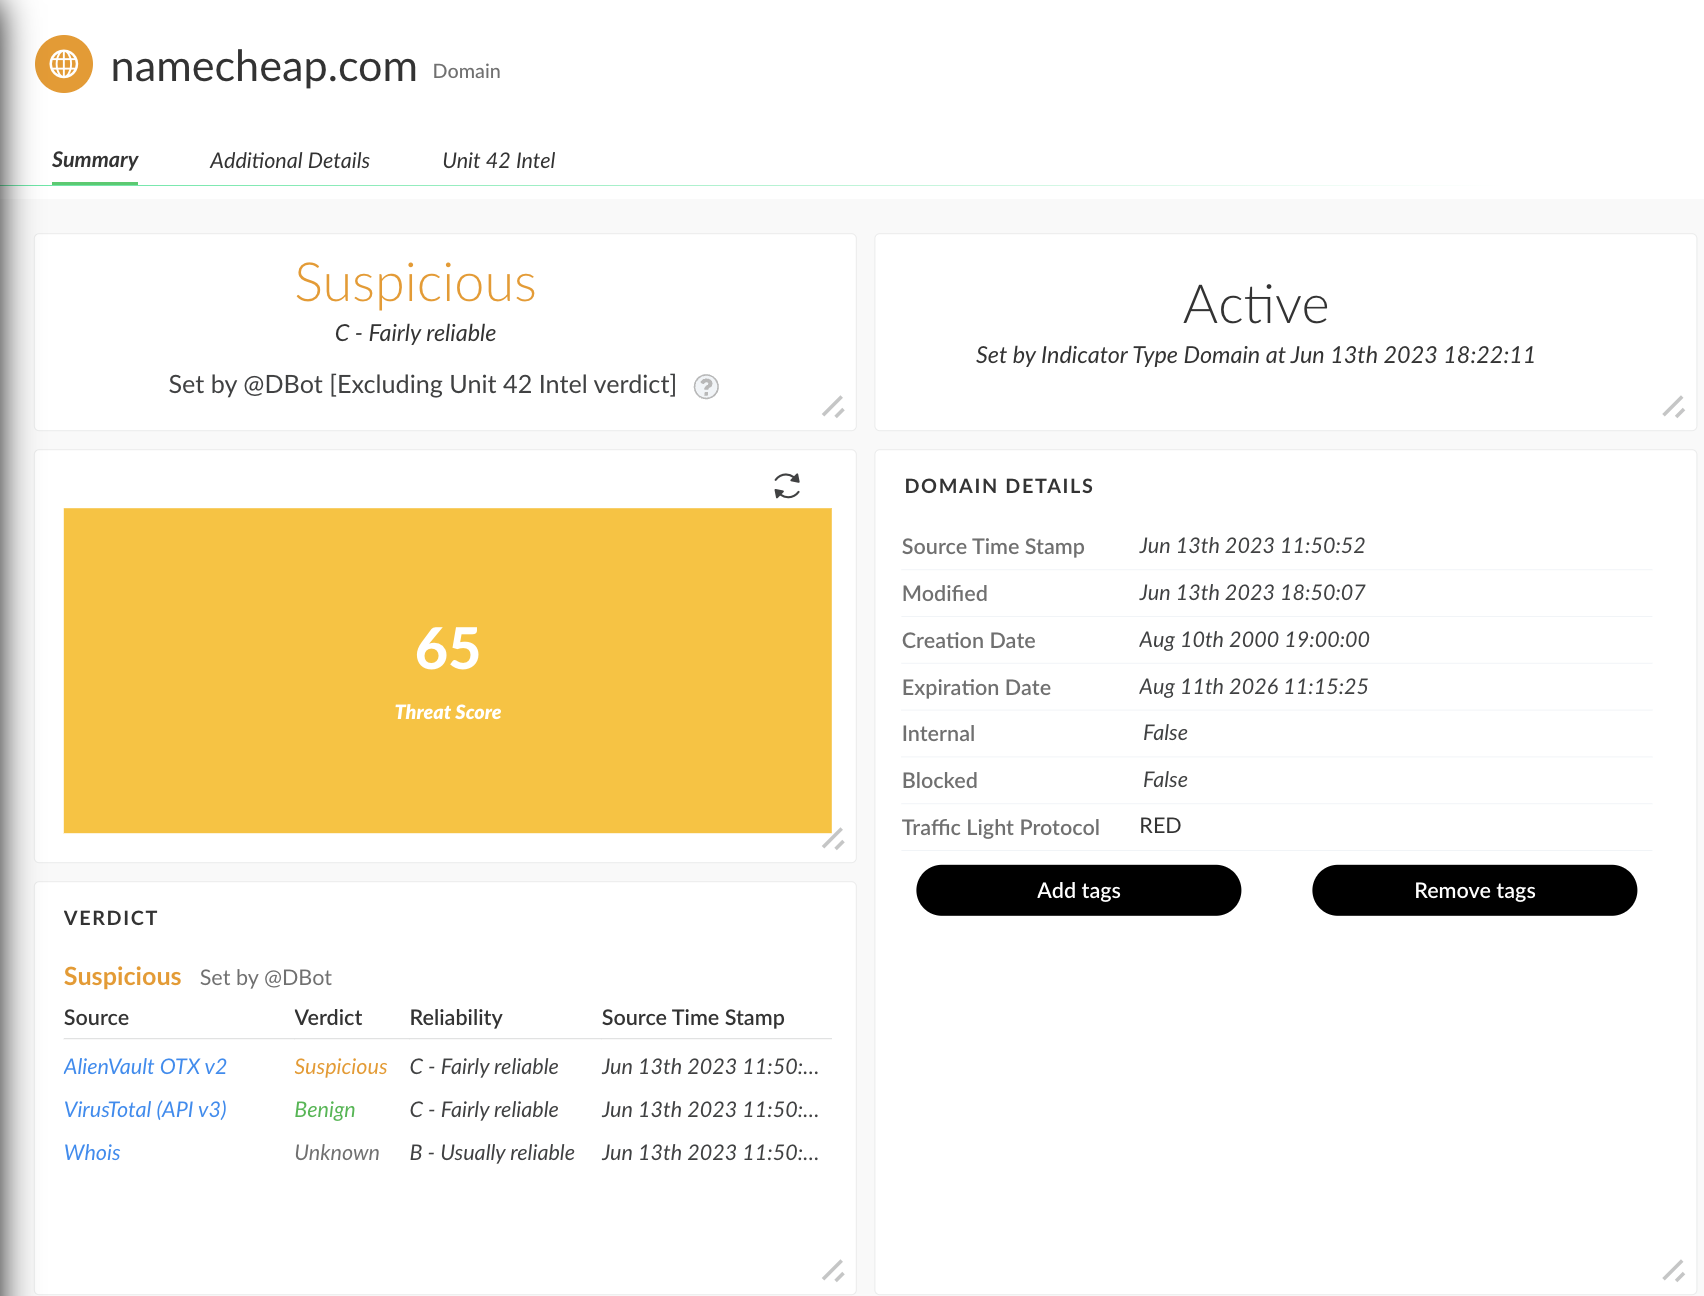 namecheap.com Domain
Summary Additional Details Unit 42 Intel
Suspicious
C - Fairly reliable
Set by @DBot [Excluding Unit 42 Intel verdict] ?
Active
Set by Indicator Type Domain at Jun 13th 2023 18:22:11
65
Threat Score
VERDICT
Suspicious Set by @DBot
Source Verdict Reliability Source Time Stamp
AlienVault OTX v2 Suspicious C - Fairly reliable Jun 13th 2023 11:50:...
VirusTotal (API v3) Benign C - Fairly reliable Jun 13th 2023 11:50:...
Whois Unknown B - Usually reliable Jun 13th 2023 11:50:...
DOMAIN DETAILS
Source Time Stamp Jun 13th 2023 11:50:52
Modified Jun 13th 2023 18:50:07
Creation Date Aug 10th 2000 19:00:00
Expiration Date Aug 11th 2026 11:15:25
Internal False
Blocked False
Traffic Light Protocol RED
Add tags Remove tags